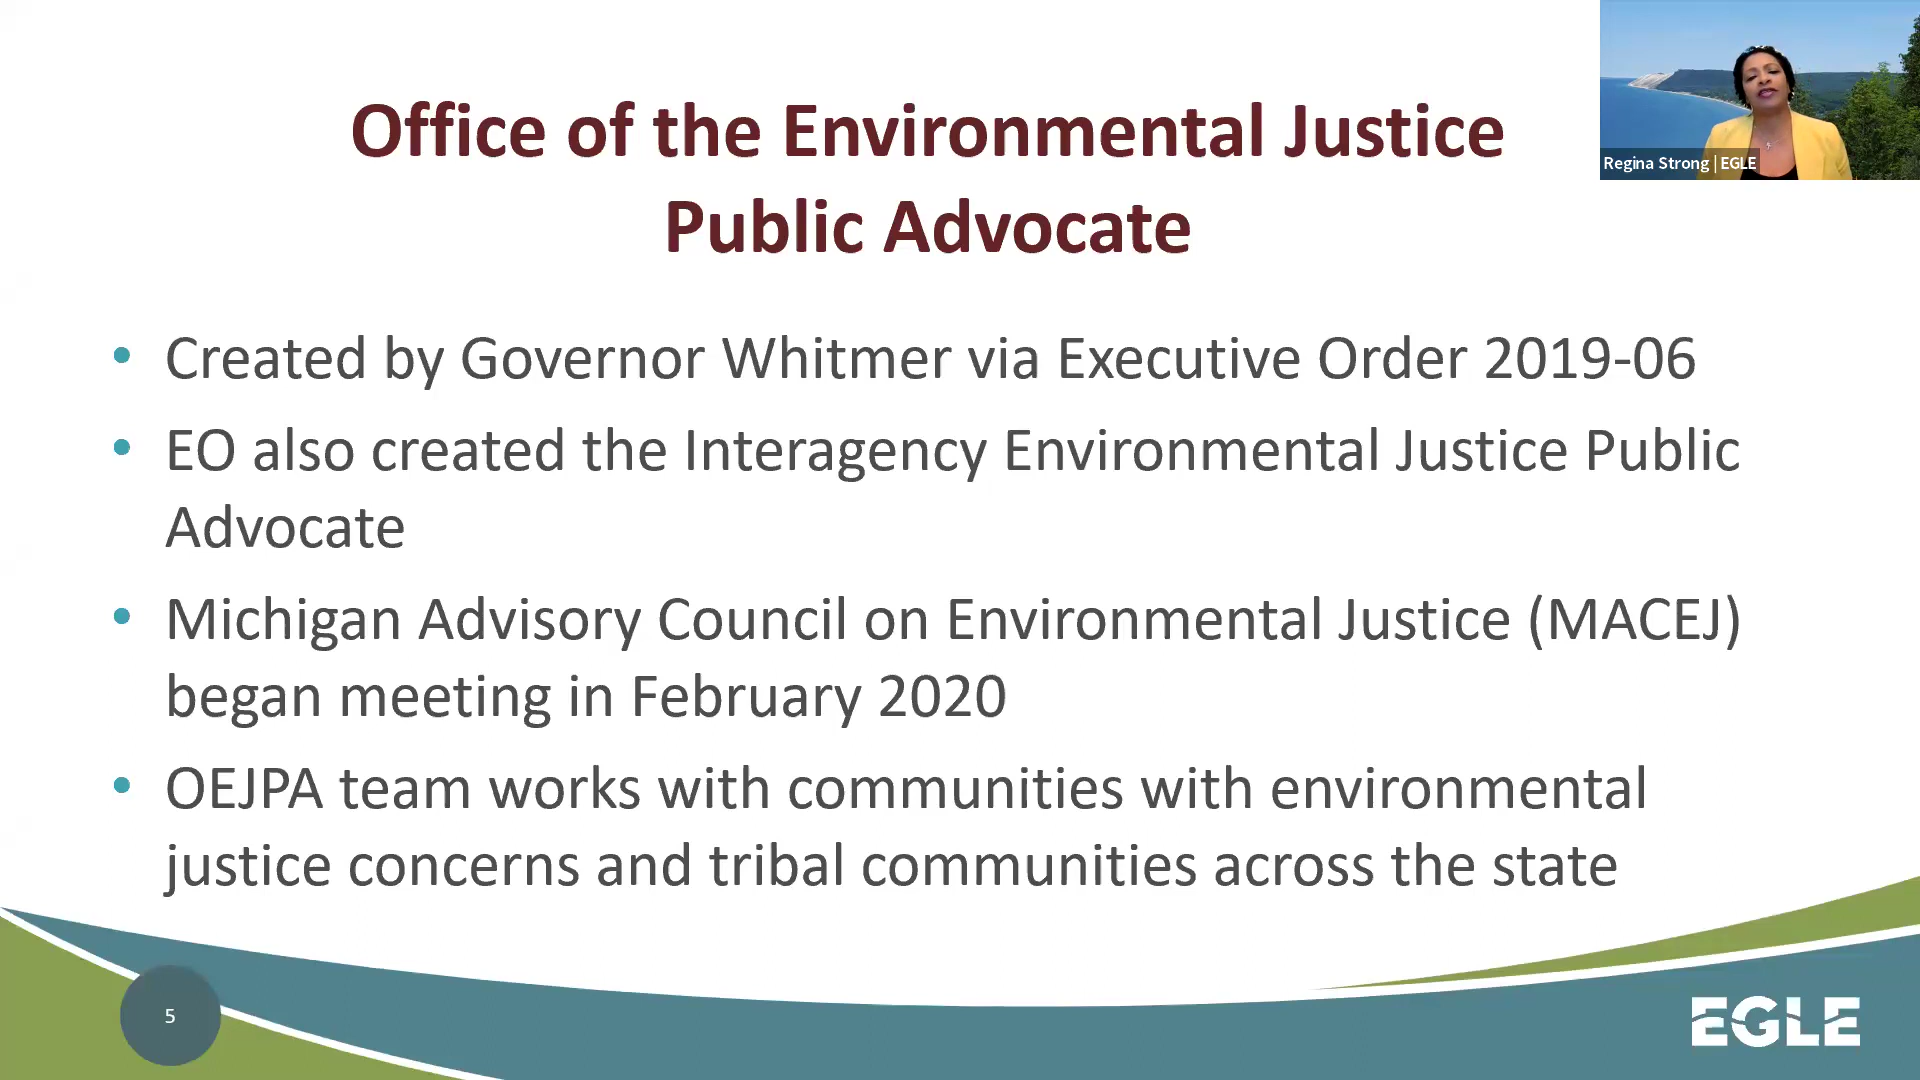 Office of the Environmental Justice
Public Advocate
Regina Strong | EGLE
• Created by Governor Whitmer via Executive Order 2019-06
• EO also created the Interagency Environmental Justice Public
Advocate
• Michigan Advisory Council on Environmental Justice (MACEJ)
began meeting in February 2020
• OEJPA team works with communities with environmental
justice concerns and tribal communities across the state
5
EGLE